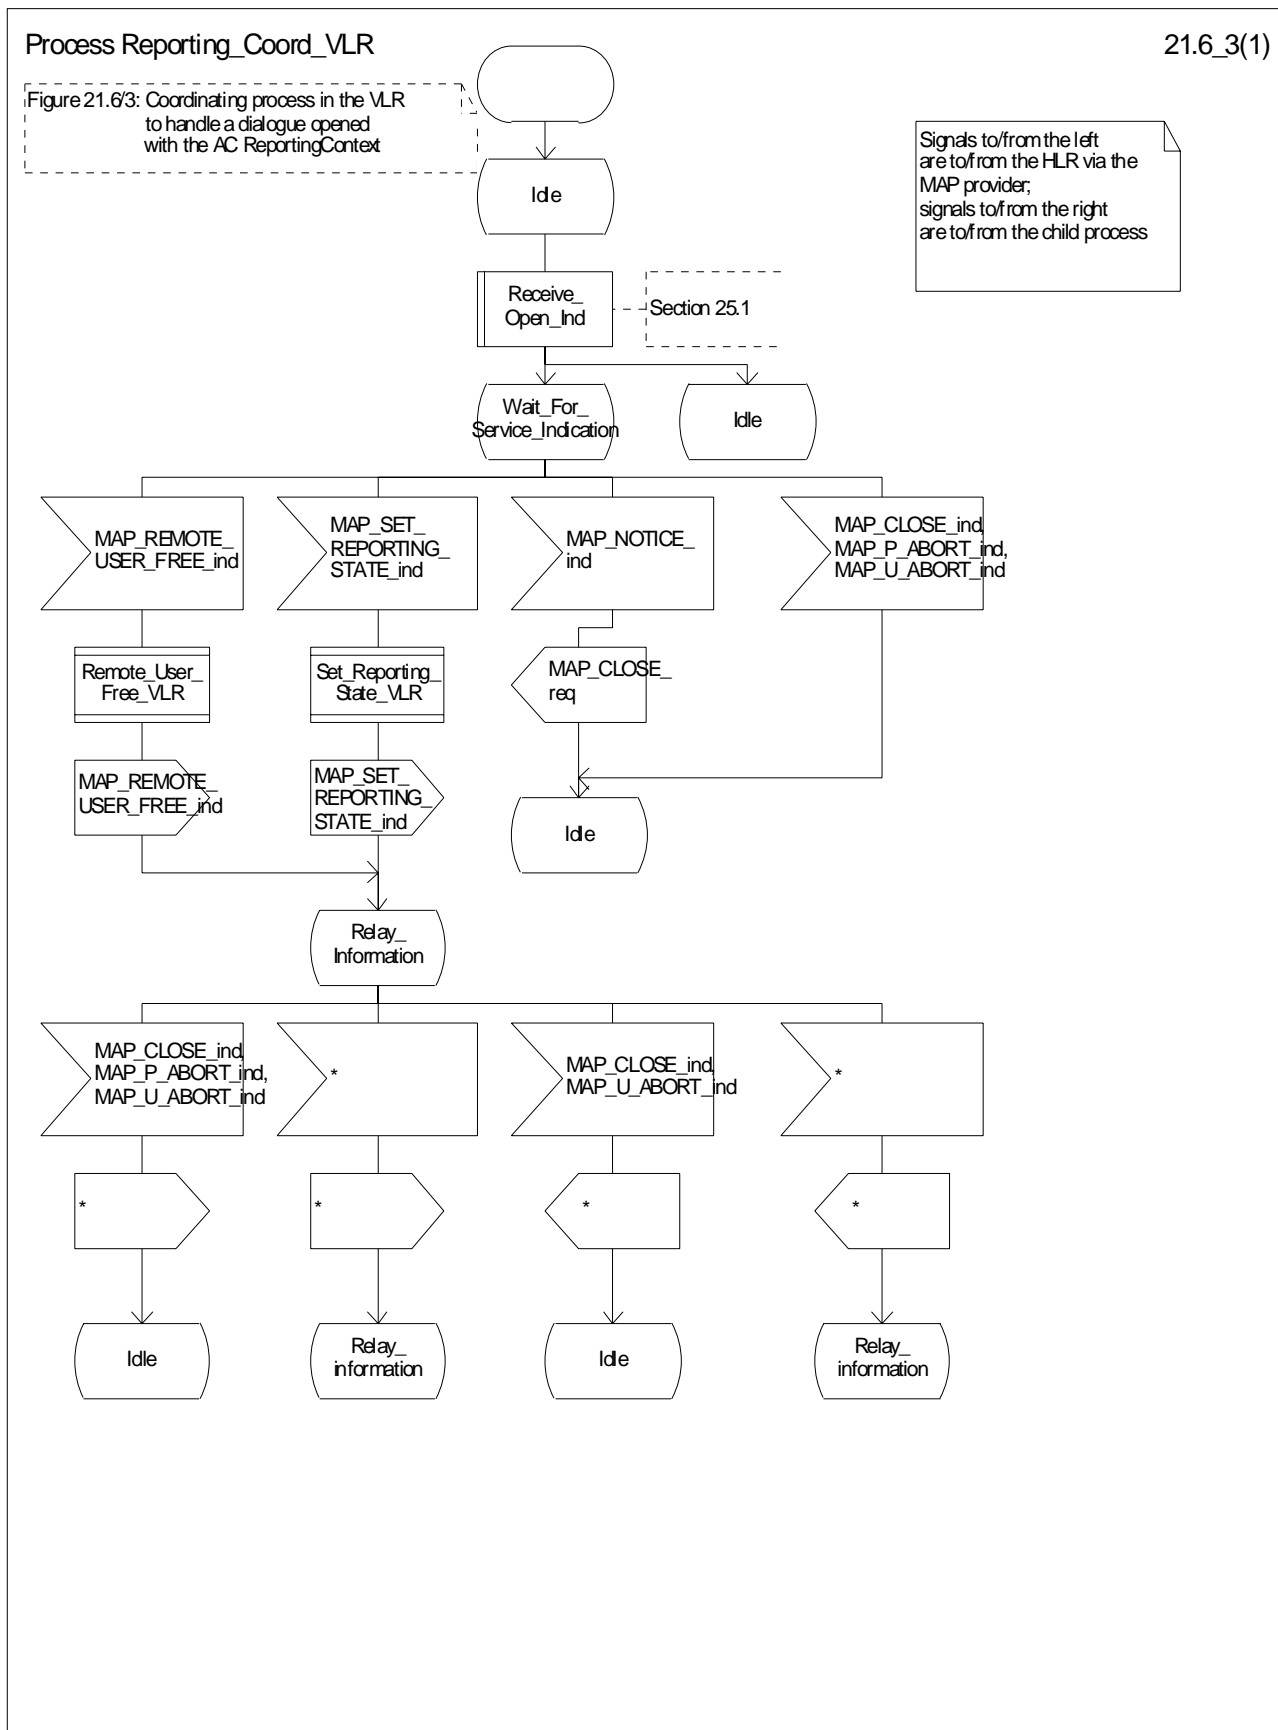 Process Reporting_Coord_VLR
21.6_3(1)
Figure 21.6/3: Coordinating process in the VLR
to handle a dialogue opened
with the AC ReportingContext
Signals to/from the left
are to/from the HLR via the
MAP provider;
signals to/from the right
are to/from the child process
Idle
Receive_
Open_Ind
Section 25.1
Wait_For_
Service_Indication
Idle
MAP_REMOTE_
USER_FREE_ind
MAP_SET_
REPORTING_
STATE_ind
MAP_NOTICE_
ind
MAP_CLOSE_ind,
MAP_P_ABORT_ind,
MAP_U_ABORT_ind
Remote_User_
Free_VLR
Set_Reporting_
State_VLR
MAP_CLOSE_
req
MAP_REMOTE_
USER_FREE_ind
MAP_SET_
REPORTING_
STATE_ind
Idle
Relay_
Information
MAP_CLOSE_ind,
MAP_P_ABORT_ind,
MAP_U_ABORT_ind
*
MAP_CLOSE_ind,
MAP_U_ABORT_ind
*
*
*
*
*
Idle
Relay_
information
Idle
Relay_
information